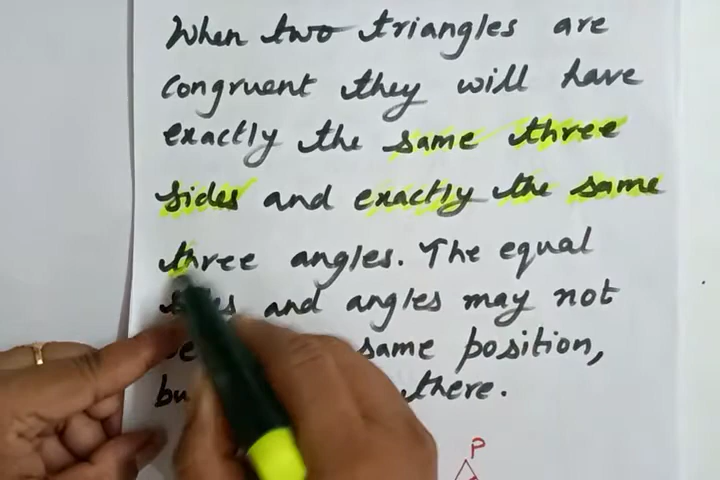 When two triangles are
congruent they will have
exactly the same three
sides and exactly the same
three angles. The equal
and angles may not
same position,
there.
P